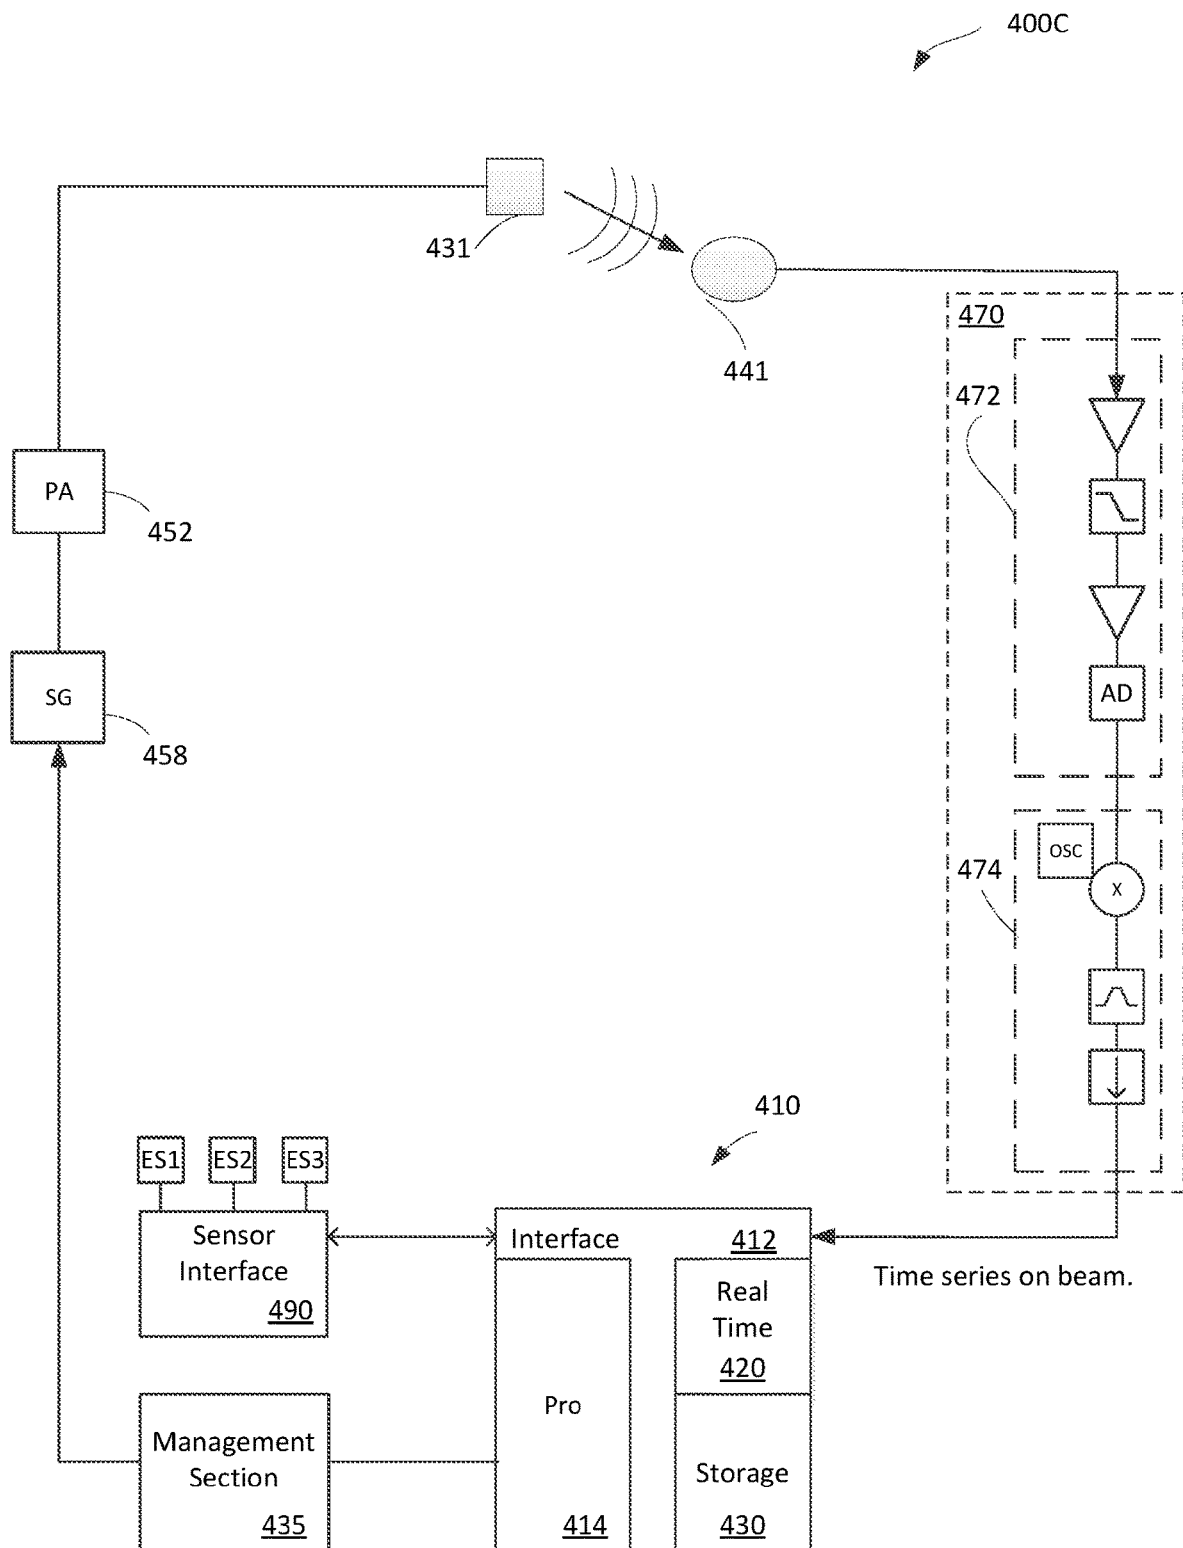 400C
431
441
470
472
PA
452
AD
SG
458
OSC
474
X
410
ES1 ES2 ES3
Sensor
Interface
490
Interface 412
Time series on beam.
Real
Time
420
Pro
Management
Section
435
Storage
414
430